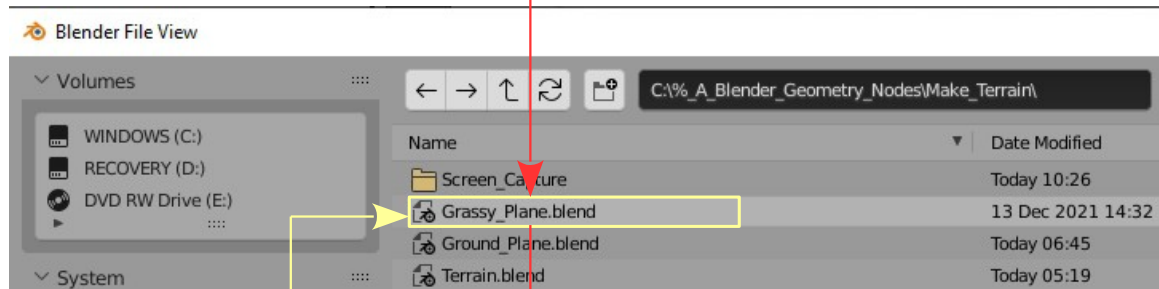 Blender File View
Volumes
C:\%_A_Blender_Geometry_Nodes\Make_Terrain\
WINDOWS (C:)
RECOVERY (D:)
DVD RW Drive (E:)
System
Name Date Modified
Screen_Capture Today 10:26
Grassy_Plane.blend 13 Dec 2021 14:32
Ground_Plane.blend Today 06:45
Terrain.blend Today 05:19